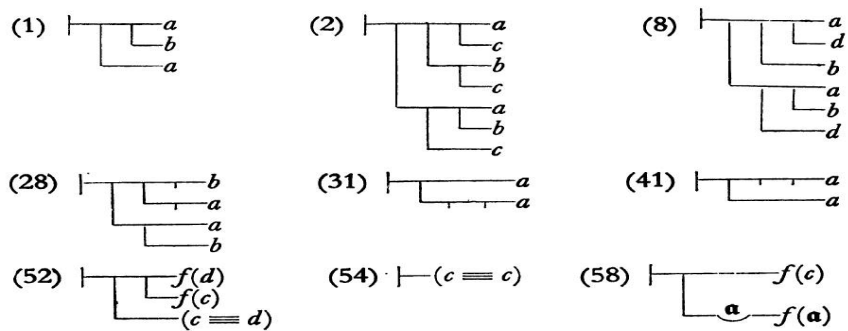 (1) a
b
a
(2) a
c
b
c
a
b
c
(8) a
d
b
a
b
d
(28) b
a
a
b
(31) a
a
(41) a
a
(52) f(d)
f(c)
(c ≡ d)
(54) (c ≡ c)
(58) f(c)
𝔞 f(𝔞)